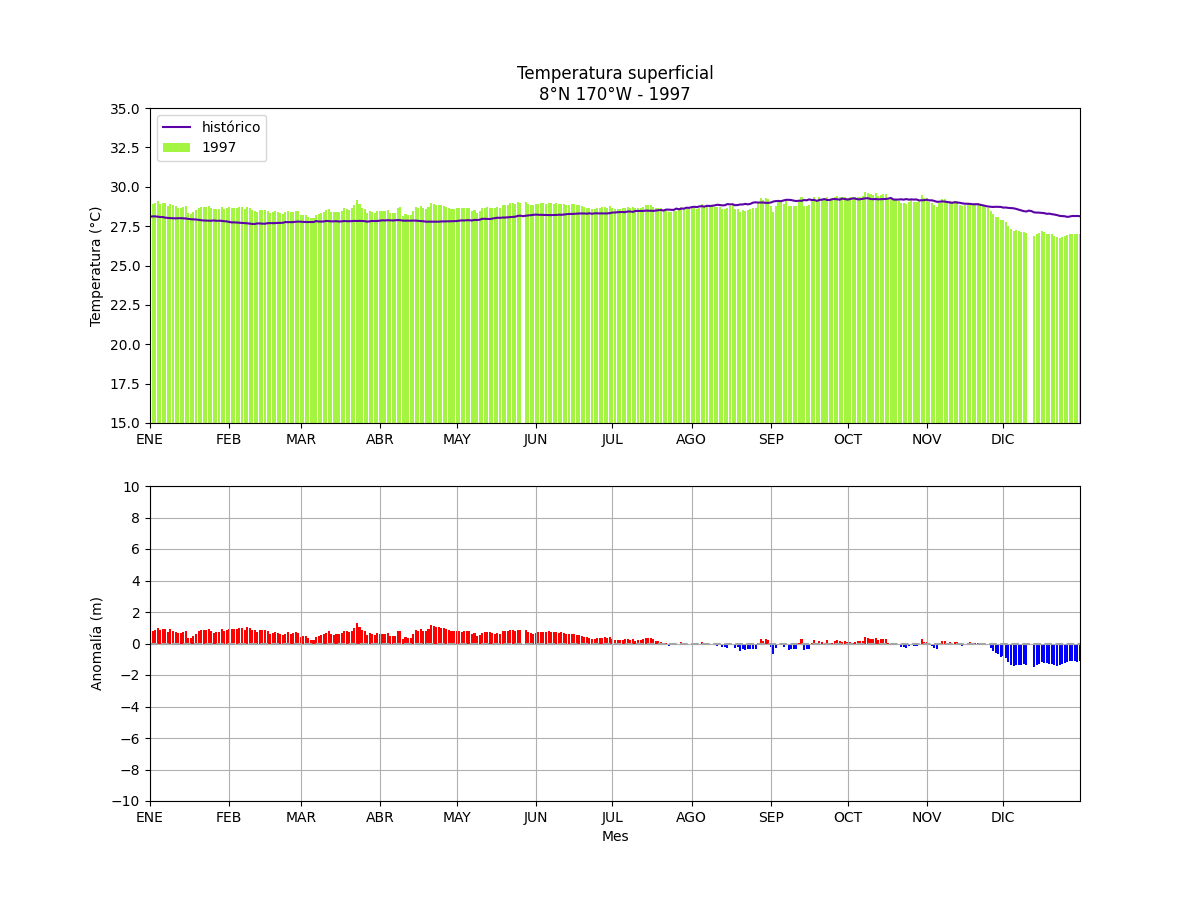 Temperatura superficial
8°N 170°W - 1997
35.0
32.5
30.0
27.5
25.0
22.5
20.0
17.5
15.0
Temperatura (°C)
histórico
1997
ENE FEB MAR ABR MAY JUN JUL AGO SEP OCT NOV DIC
10
8
6
4
2
0
−2
−4
−6
−8
−10
Anomalía (m)
ENE FEB MAR ABR MAY JUN JUL AGO SEP OCT NOV DIC
Mes